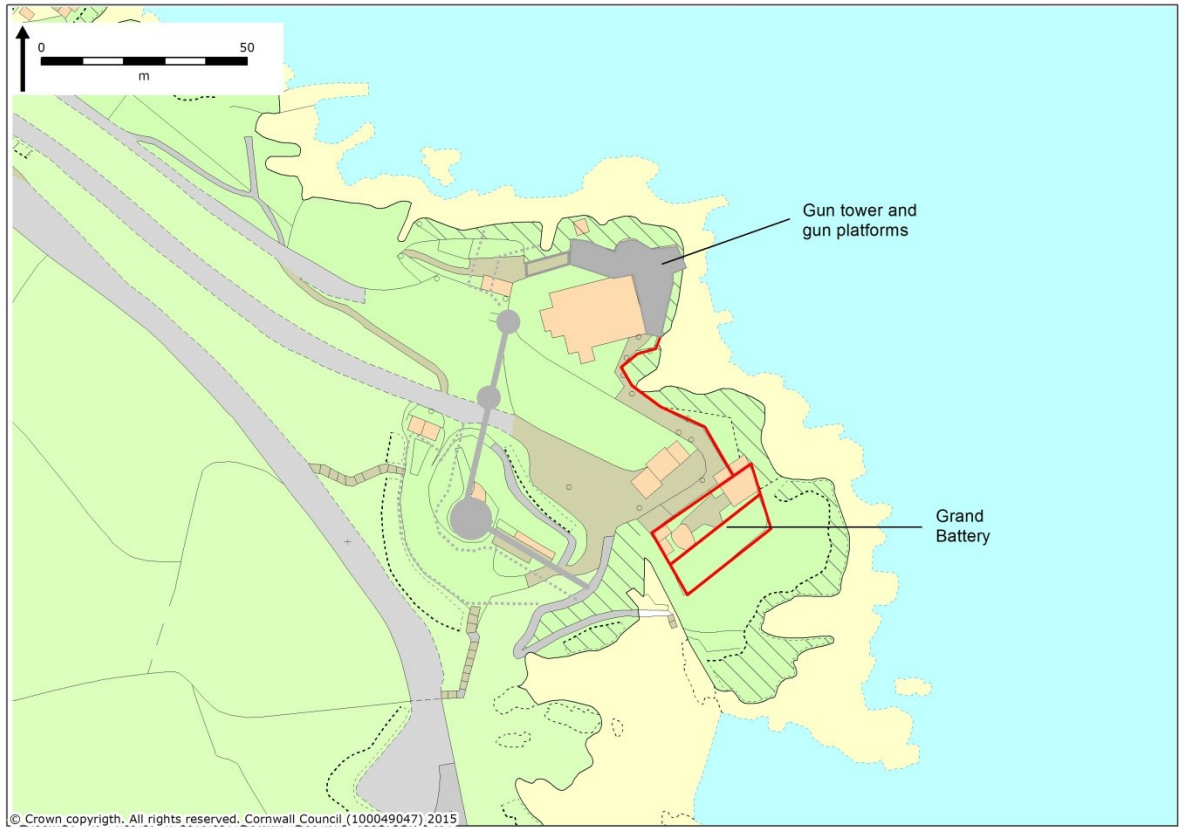 0 50
m
Gun tower and
gun platforms
Grand
Battery
© Crown copyrigth. All rights reserved. Cornwall Council (100049047) 2015